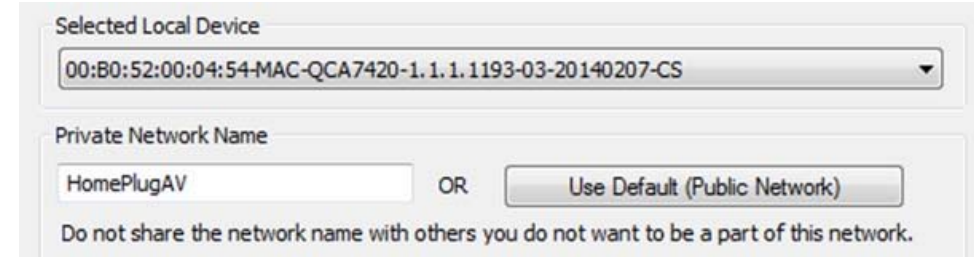 Selected Local Device
00:B0:52:00:04:54-MAC-QCA7420-1.1.1.1193-03-20140207-CS
Private Network Name
HomePlugAV OR Use Default (Public Network)
Do not share the network name with others you do not want to be a part of this network.